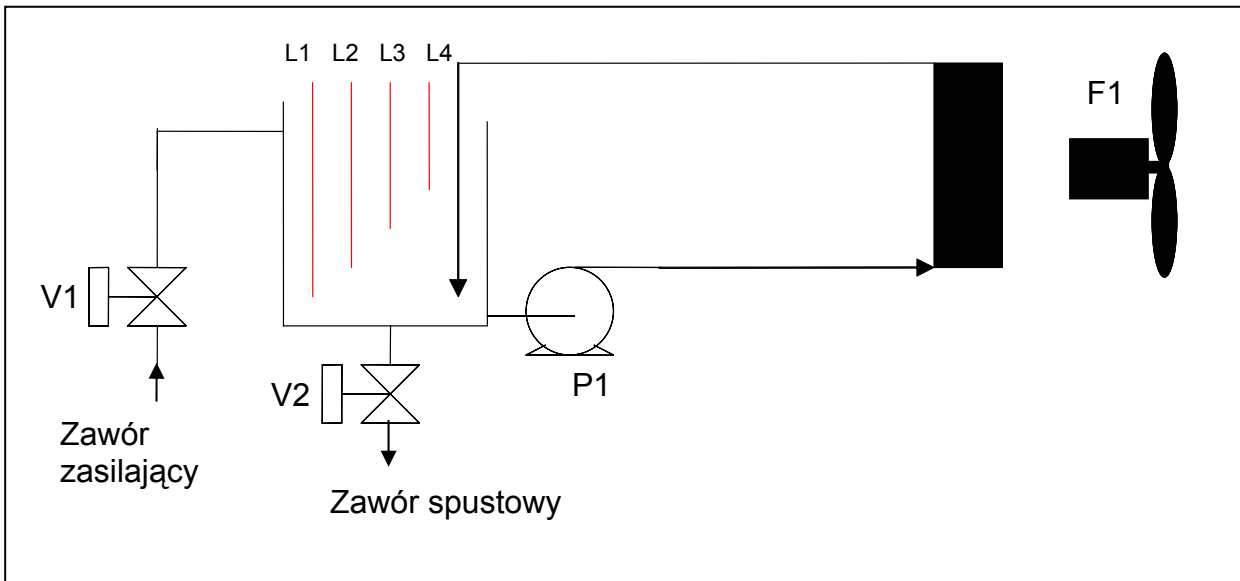 L1 L2 L3 L4
F1
V1
V2
P1
Zawór
zasilający
Zawór spustowy